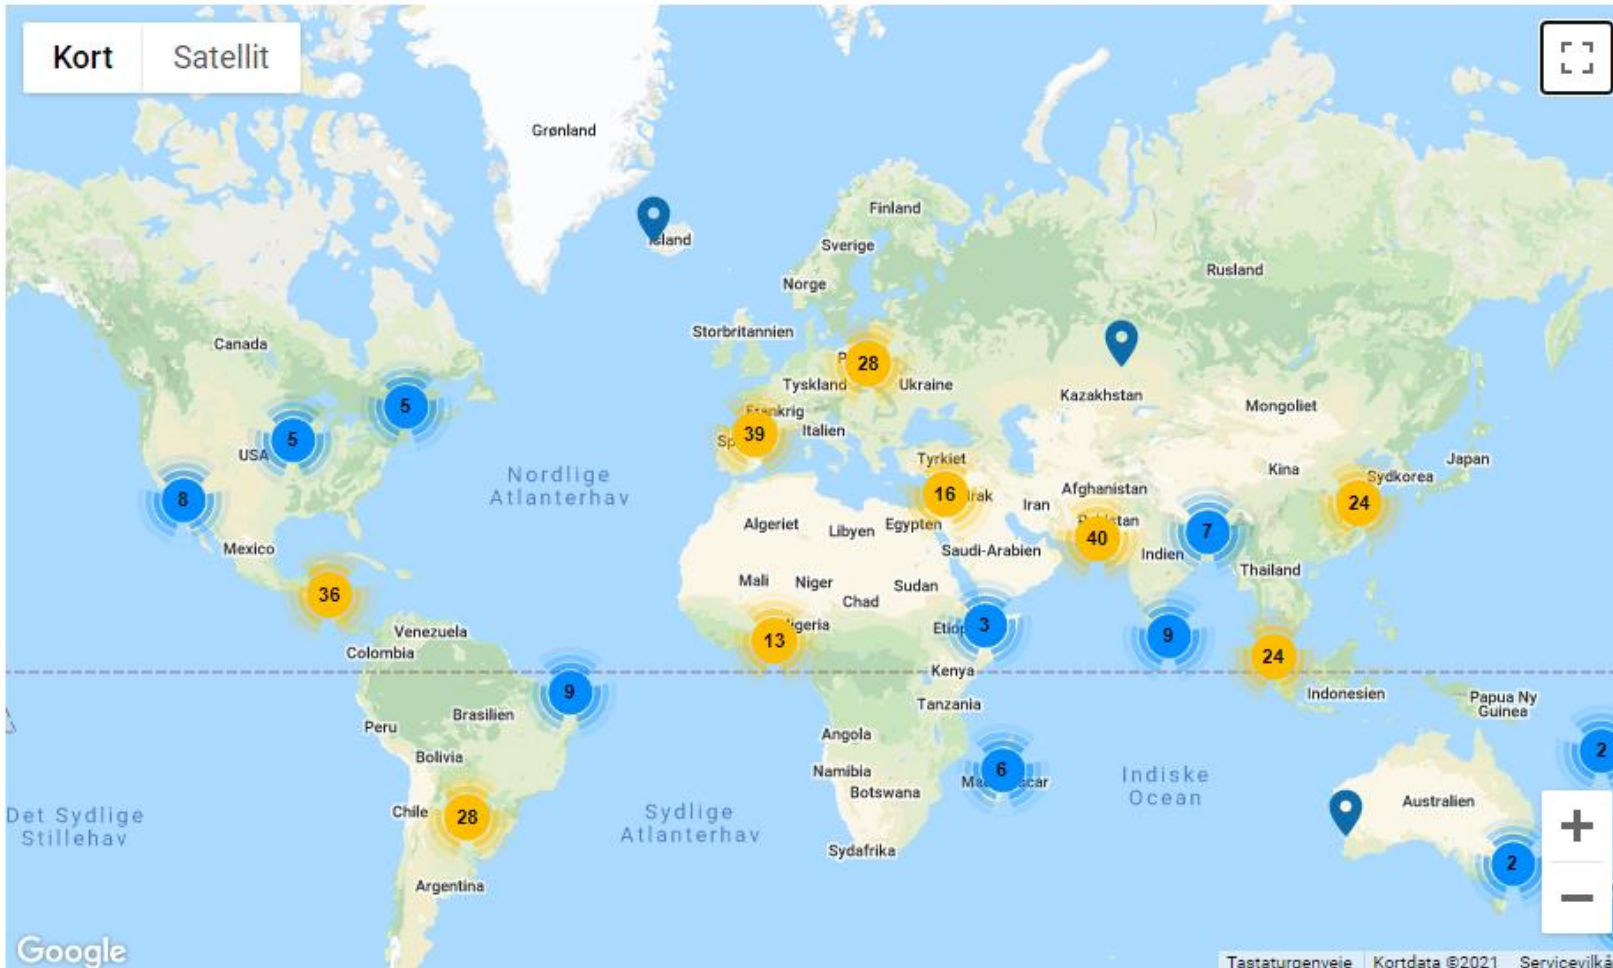 Kort
Satellit
Grønland
Finland
Sverige
Norge
Rusland
Storbritannien
Canada
28
Tyskland
Ukraine
Kazakhstan
Mongoliet
5
5
39
Italien
USA
Tyrkiet
Kina
Japan
Sydkorea
Nordlige
Atlanterhav
8
16
Irak
Iran
Afghanistan
24
Algeriet
Libyen
Egypten
40
7
Indien
Mexico
Saudi-Arabien
Thailand
36
Mali
Niger
Sudan
Chad
13
3
9
Venezuela
Colombia
24
Kenya
9
Indonesien
Papua Ny
Guinea
Tanzania
Brasilien
Peru
Angola
Bolivia
2
Namibia
6
Indiske
Ocean
Botswana
Australien
Chile
28
Det Sydlige
Stillehav
Sydlige
Atlanterhav
Sydafrika
2
Argentina
Google
Tastaturgenveje
Kortdata ©2021